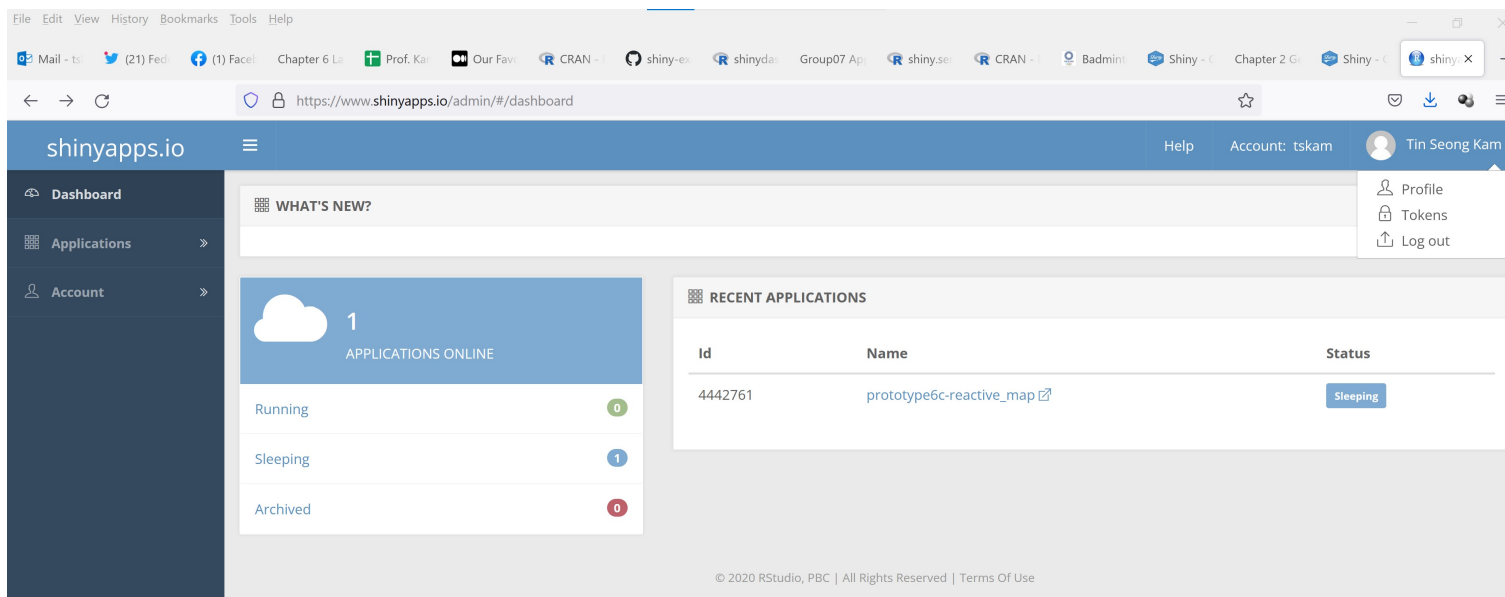 File Edit View History Bookmarks Tools Help
Mail - ts (21) Fed (1) Face Chapter 6 La Prof. Ka Our Favo CRAN - shiny-ex shinydas Group07 Ap shiny.se CRAN - Badmint Shiny - Chapter 2 G Shiny - shiny.
https://www.shinyapps.io/admin/#/dashboard
shinyapps.io Help Account: tskam Tin Seong Kam
Profile
Tokens
Log out
Dashboard
Applications
Account
WHAT'S NEW?
1
APPLICATIONS ONLINE
Running 0
Sleeping 1
Archived 0
RECENT APPLICATIONS
Id Name Status
4442761 prototype6c-reactive_map Sleeping
© 2020 RStudio, PBC | All Rights Reserved | Terms Of Use